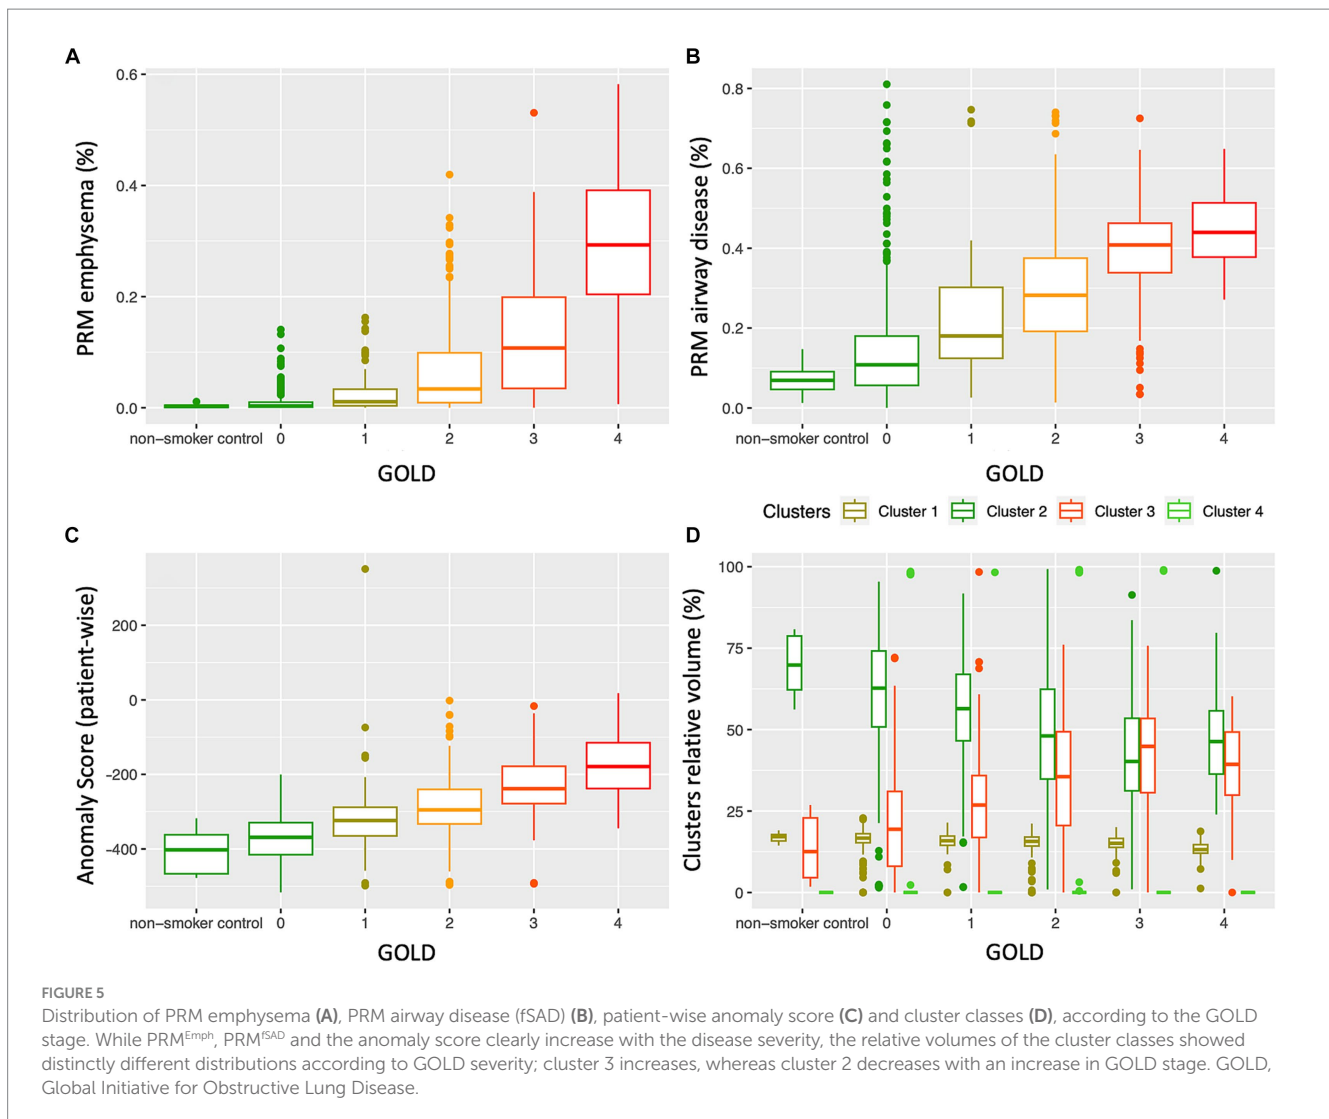 A
0.6
0.4
0.2
0.0
PRM emphysema (%)
non-smoker control 0 1 2 3 4
GOLD
B
0.8
0.6
0.4
0.2
0.0
PRM airway disease (%)
non-smoker control 0 1 2 3 4
GOLD
C
200
0
-200
-400
Anomaly Score (patient-wise)
non-smoker control 0 1 2 3 4
GOLD
Clusters Cluster 1 Cluster 2 Cluster 3 Cluster 4
D
100
75
50
25
0
Clusters relative volume (%)
non-smoker control 0 1 2 3 4
GOLD
FIGURE 5
Distribution of PRM emphysema (A), PRM airway disease (fSAD) (B), patient-wise anomaly score (C) and cluster classes (D), according to the GOLD
stage. While PRM^Emph, PRM^fSAD and the anomaly score clearly increase with the disease severity, the relative volumes of the cluster classes showed
distinctly different distributions according to GOLD severity; cluster 3 increases, whereas cluster 2 decreases with an increase in GOLD stage. GOLD,
Global Initiative for Obstructive Lung Disease.